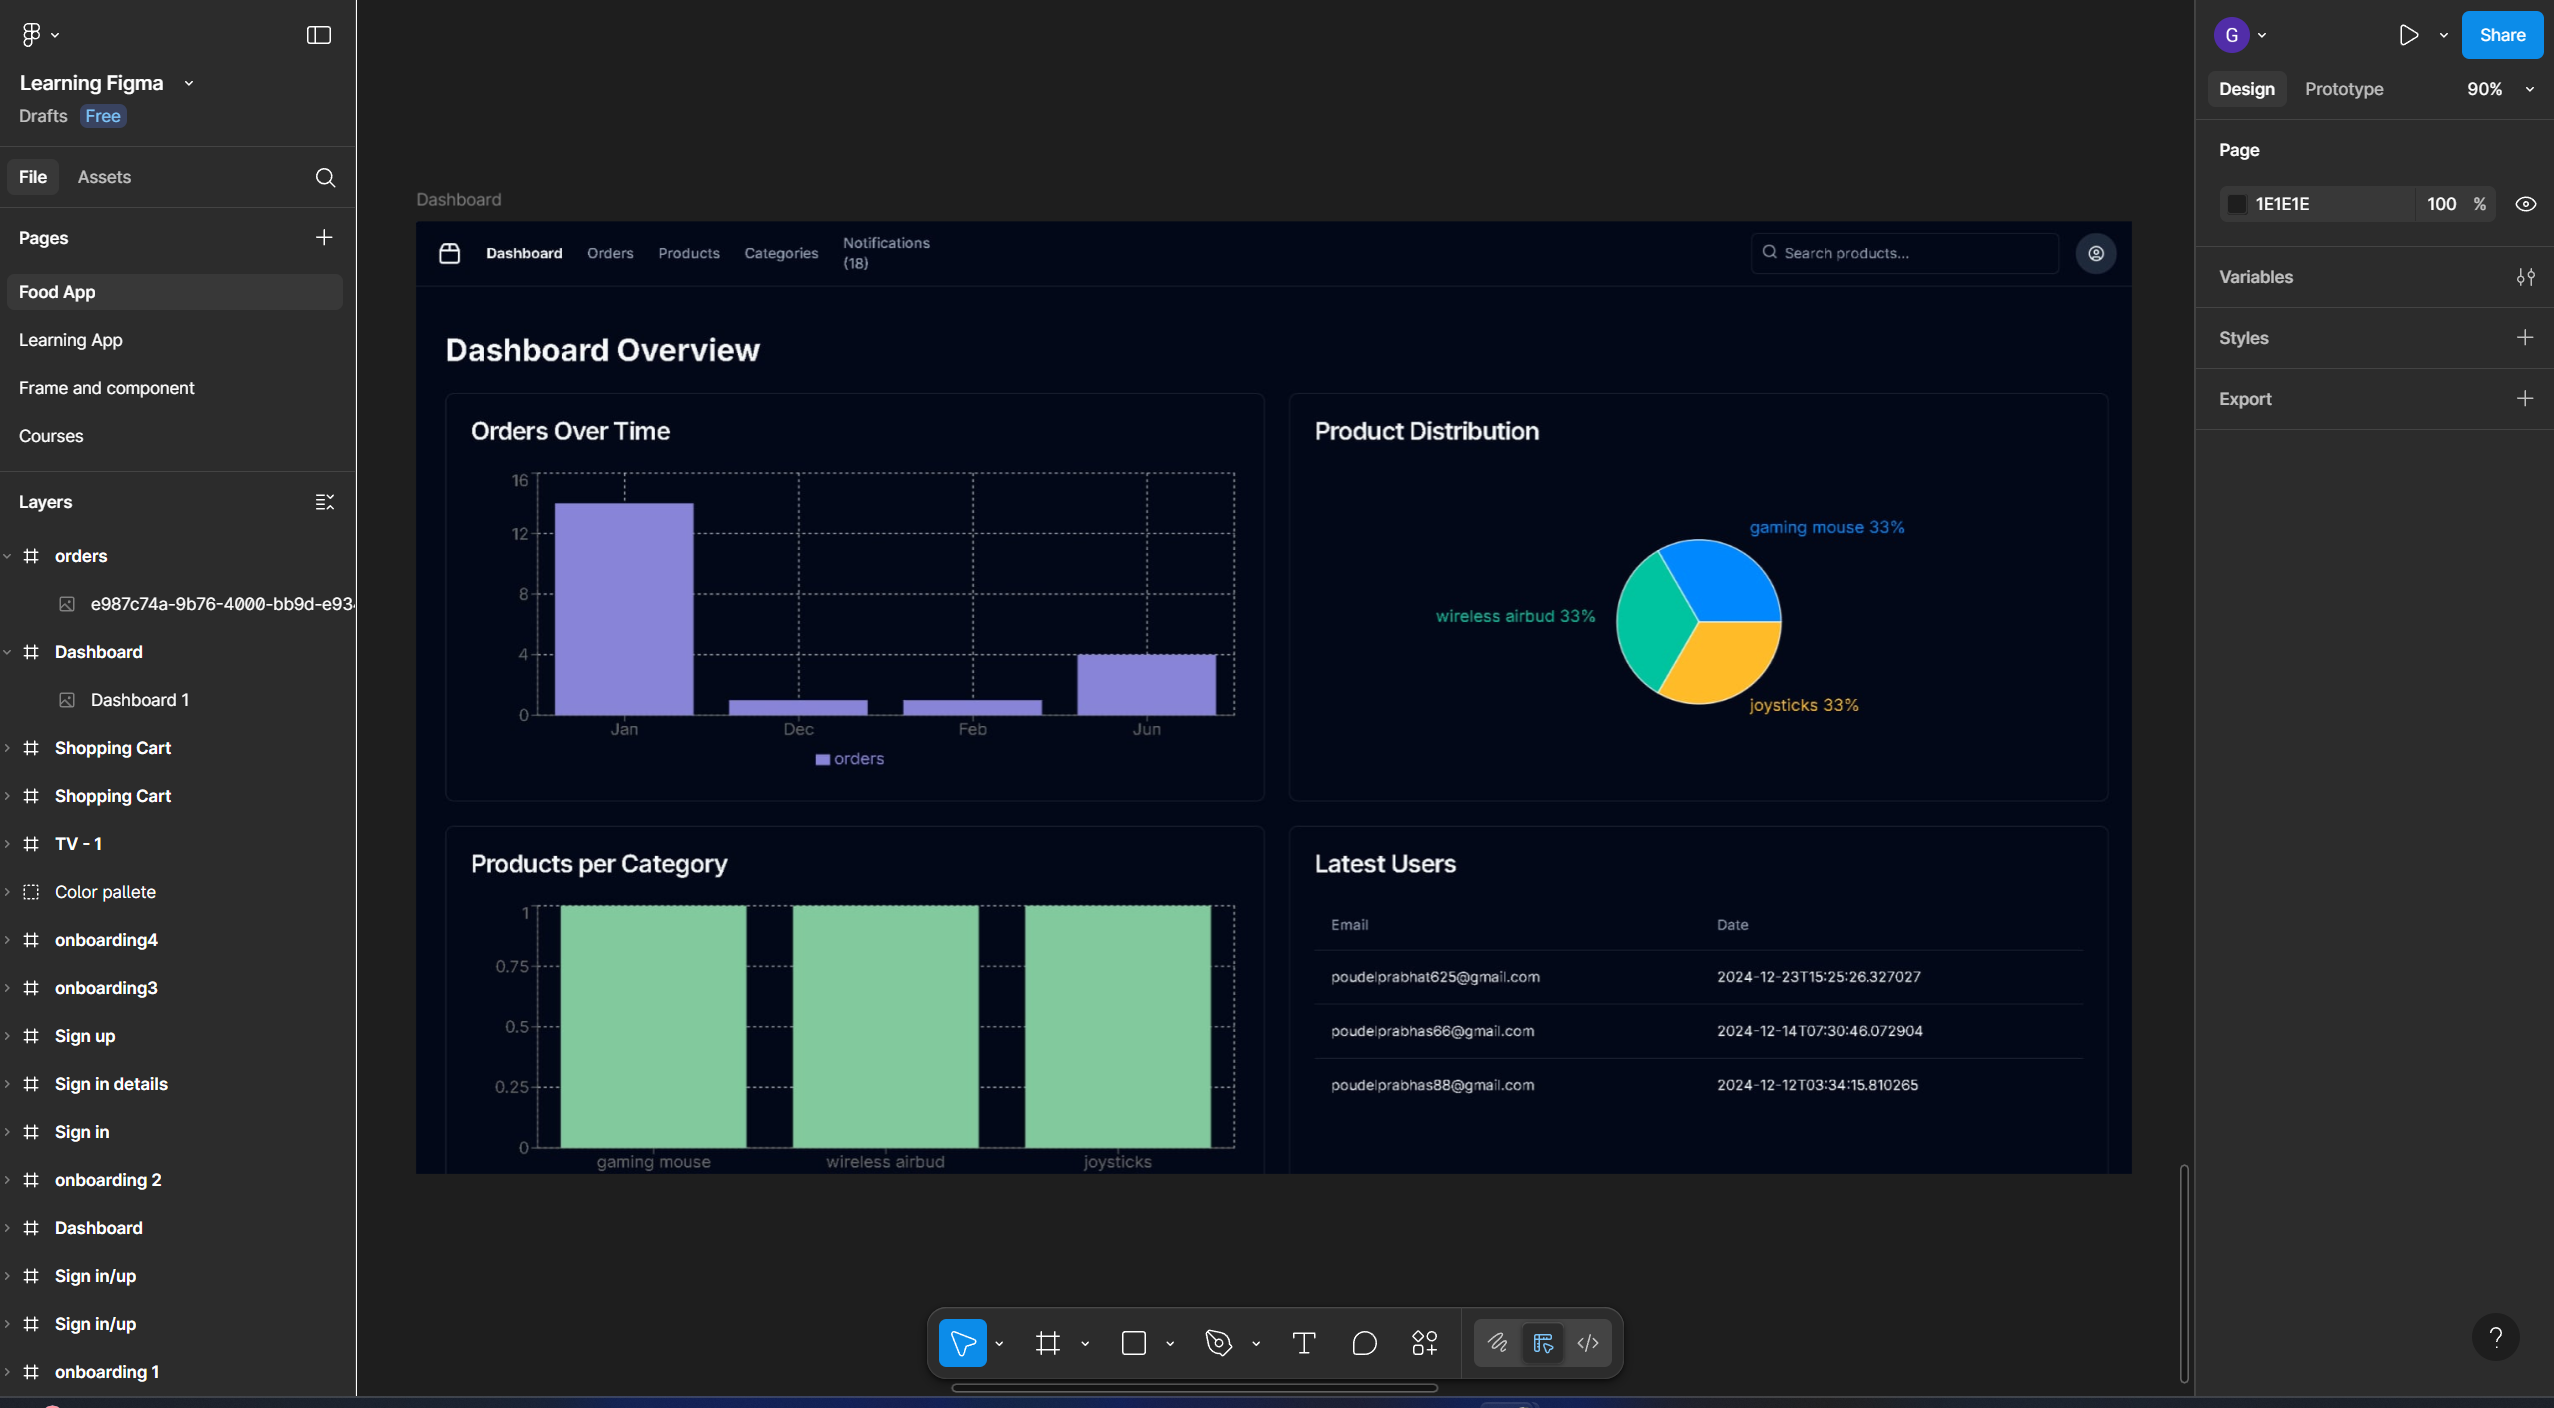 Learning Figma
Drafts Free
File Assets
Pages
Food App
Learning App
Frame and component
Courses
Layers
orders
e987c74a-9b76-4000-bb9d-e93
Dashboard
Dashboard 1
Shopping Cart
Shopping Cart
TV - 1
Color pallete
onboarding4
onboarding3
Sign up
Sign in details
Sign in
onboarding 2
Dashboard
Sign in/up
Sign in/up
onboarding 1
Dashboard
Dashboard Orders Products Categories Notifications
(18)
Search products...
Dashboard Overview
Orders Over Time
16
12
8
4
0
Jan Dec Feb Jun
orders
Product Distribution
gaming mouse 33%
wireless airbud 33%
joysticks 33%
Products per Category
1
0.75
0.5
0.25
0
gaming mouse wireless airbud joysticks
Latest Users
Email Date
poudelprabhat625@gmail.com 2024-12-23T15:25:26.327027
poudelprabhas66@gmail.com 2024-12-14T07:30:46.072904
poudelprabhas88@gmail.com 2024-12-12T03:34:15.810265
G
Share
Design Prototype 90%
Page
1E1E1E 100 %
Variables
Styles
Export
?